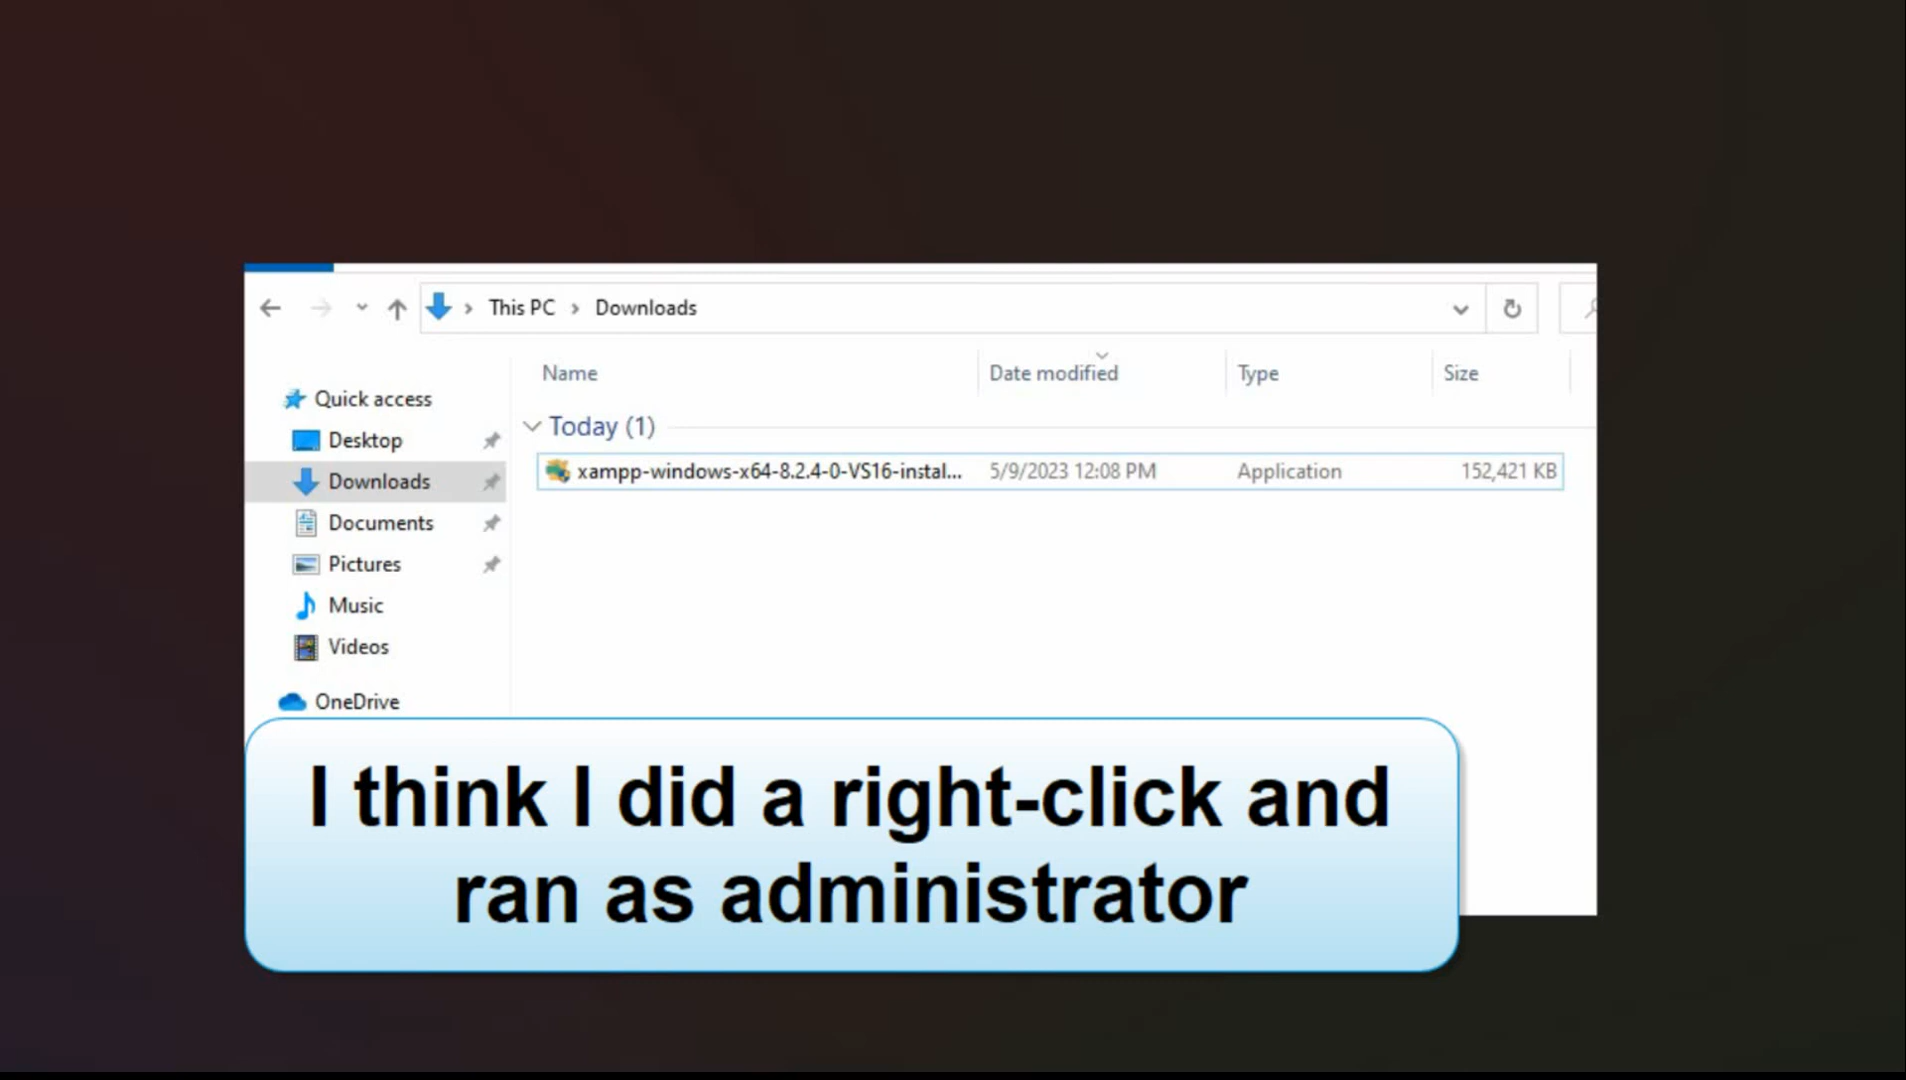 This PC > Downloads
Name Date modified Type Size
Quick access
Today (1)
Desktop
xampp-windows-x64-8.2.4-0-VS16-instal... 5/9/2023 12:08 PM Application 152,421 KB
Downloads
Documents
Pictures
Music
Videos
OneDrive
I think I did a right-click and
ran as administrator